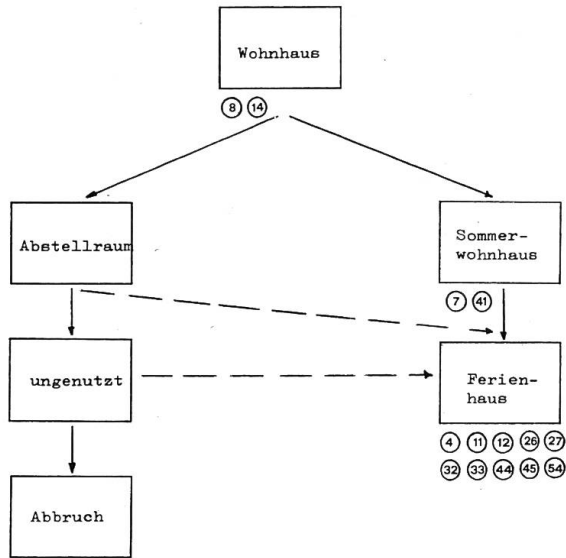 Wohnhaus
8 14
Abstellraum
Sommer-
wohnhaus
7 41
ungenutzt
Ferien-
haus
4 11 12 26 27
32 33 44 45 54
Abbruch